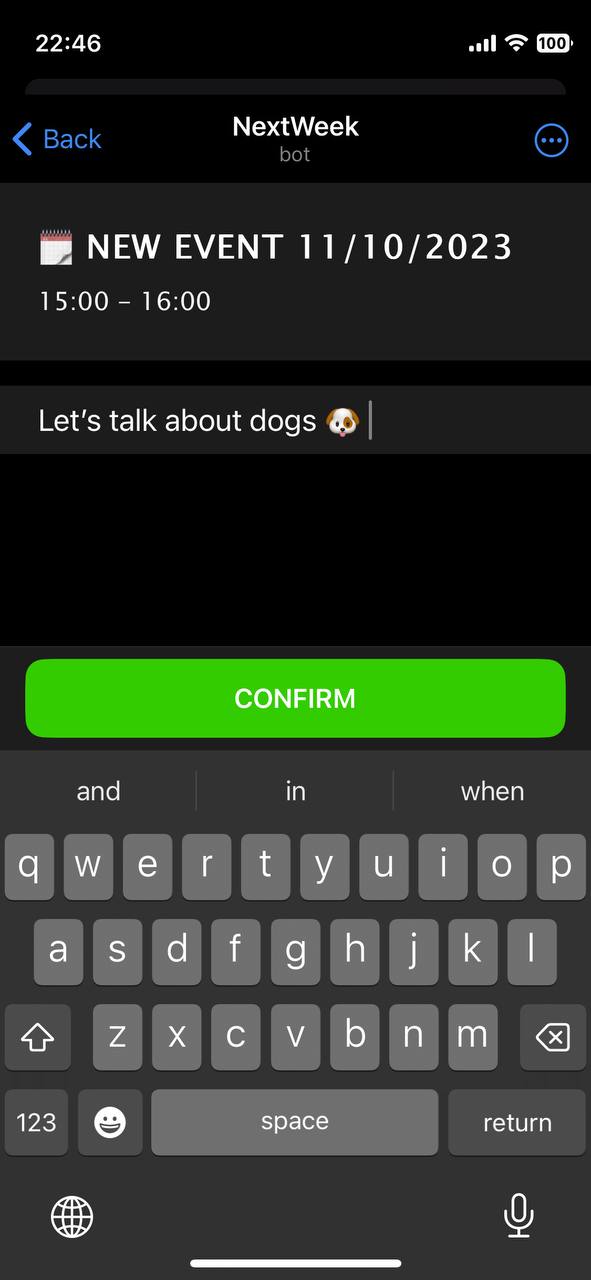 22:46
100
Back
NextWeek
bot
🗓 NEW EVENT 11/10/2023
15:00 – 16:00
Let’s talk about dogs 🐶
CONFIRM
and in when
q w e r t y u i o p
a s d f g h j k l
z x c v b n m
123 space return